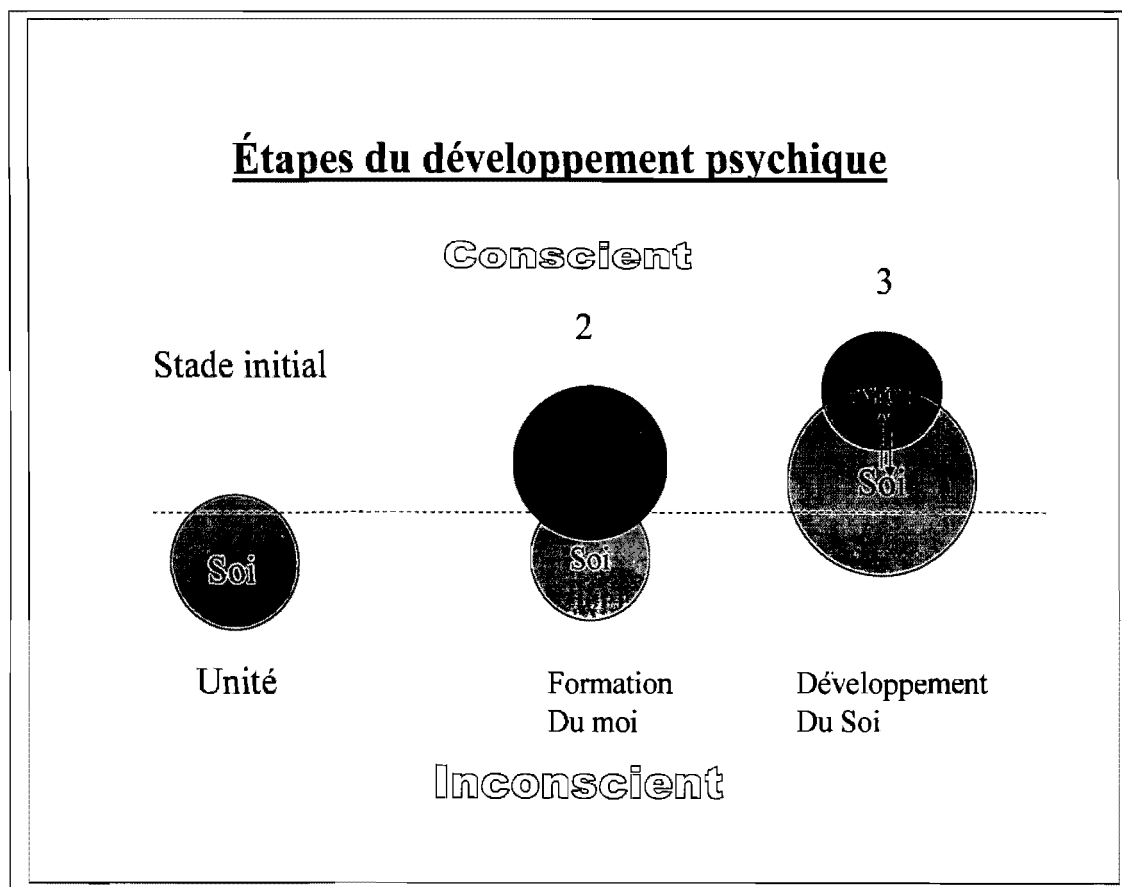 Étapes du développement psychique
Conscient
3
2
Stade initial
Soi
Soi
Soi
Unité
Formation
Du moi
Développement
Du Soi
Inconscient